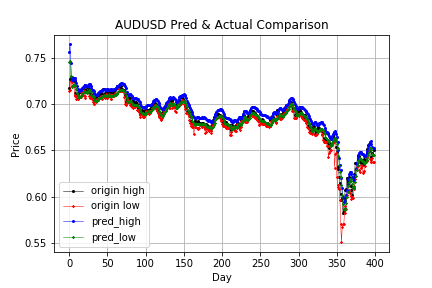 AUDUSD Pred & Actual Comparison
0.75
0.70
0.65
0.60
0.55
Price
origin high
origin low
pred_high
pred_low
0 50 100 150 200 250 300 350 400
Day